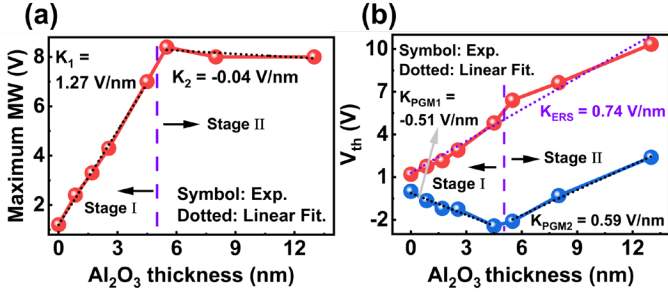 (a)
Maximum MW (V)
8
6
4
2
K1 =
1.27 V/nm
K2 = -0.04 V/nm
Stage II
Stage I
Symbol: Exp.
Dotted: Linear Fit.
0 3 6 9 12
Al2O3 thickness (nm)
(b)
Vth (V)
10
7
4
1
-2
Symbol: Exp.
Dotted: Linear Fit.
KPGM1 =
-0.51 V/nm
KERS = 0.74 V/nm
Stage II
Stage I
KPGM2 = 0.59 V/nm
0 3 6 9 12
Al2O3 thickness (nm)